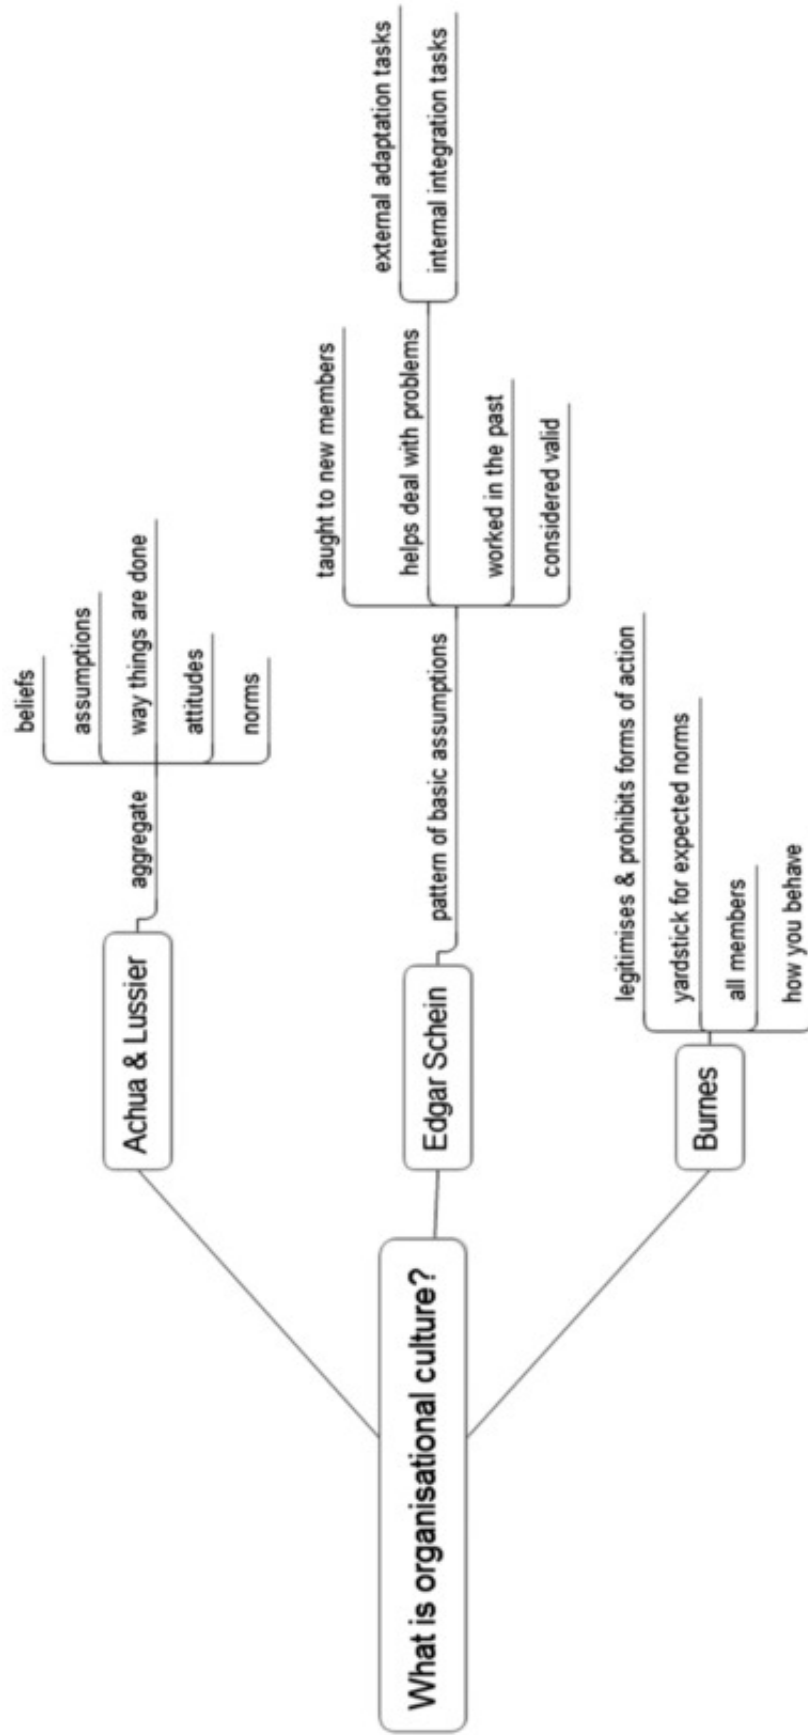 What is organisational culture?
Achua & Lussier
aggregate
beliefs
assumptions
way things are done
attitudes
norms
Edgar Schein
pattern of basic assumptions
taught to new members
helps deal with problems
external adaptation tasks
internal integration tasks
worked in the past
considered valid
Burnes
legitimises & prohibits forms of action
yardstick for expected norms
all members
how you behave